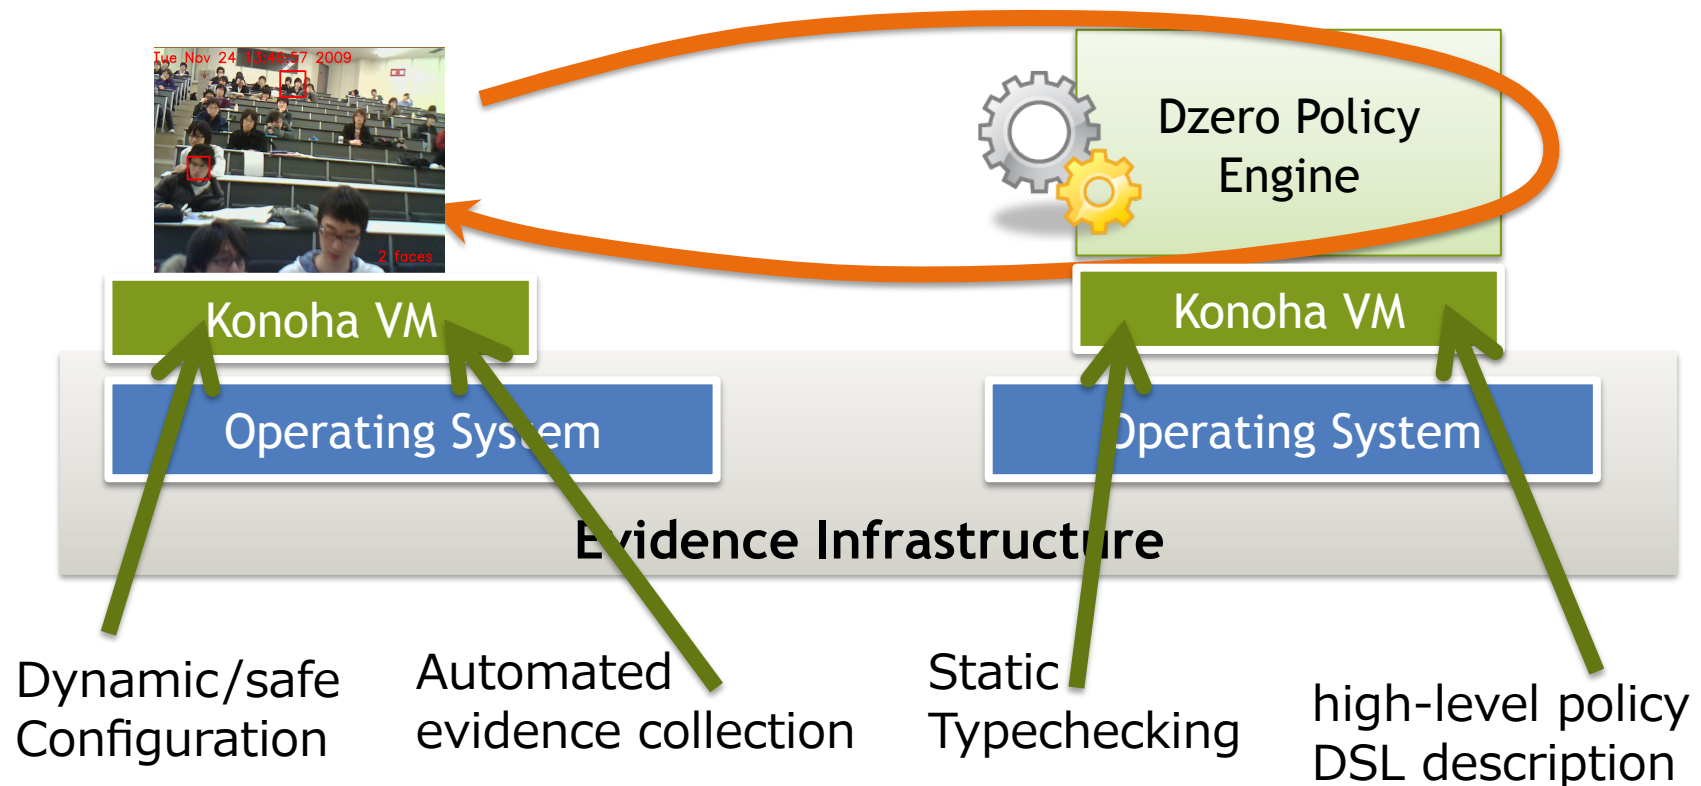 Tue Nov 24 13:48:57 2009
2 faces
Dzero Policy
Engine
Konoha VM
Konoha VM
Operating System
Operating System
Evidence Infrastructure
Dynamic/safe
Configuration
Automated
evidence collection
Static
Typechecking
high-level policy
DSL description